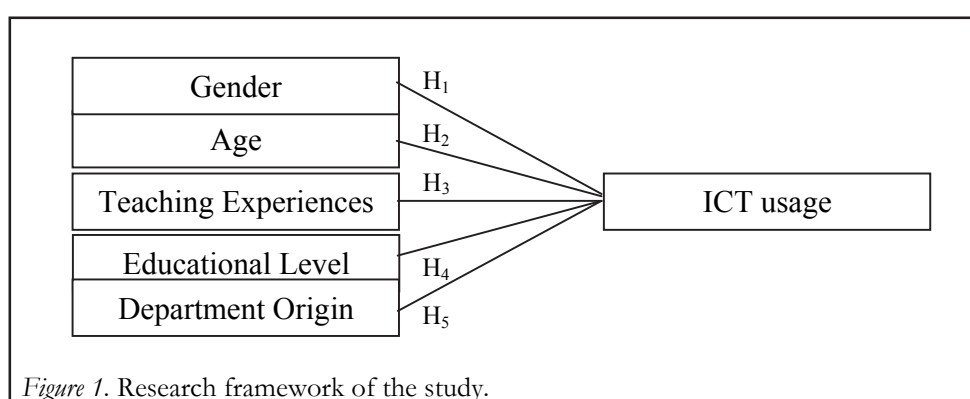 Gender
H₁
Age
H₂
Teaching Experiences
H₃
ICT usage
Educational Level
H₄
Department Origin
H₅
Figure 1. Research framework of the study.